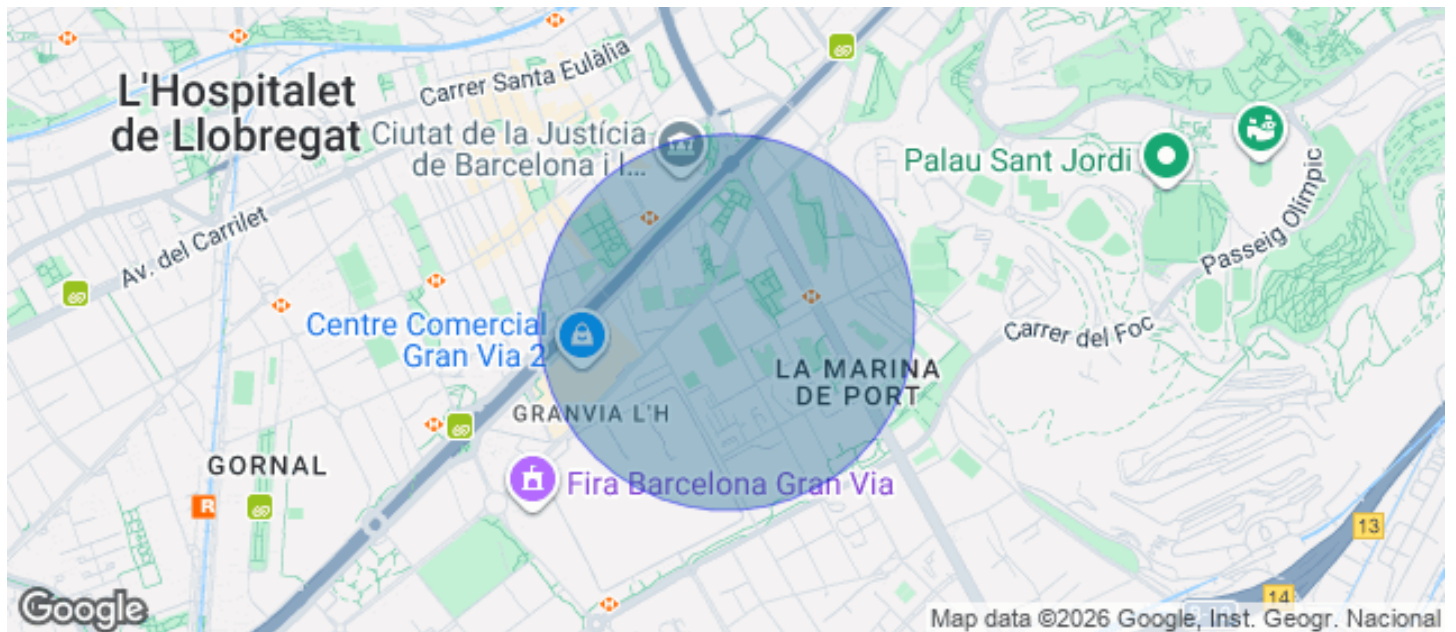 L'Hospitalet
de Llobregat
Carrer Santa Eulàlia
Ciutat de la Justícia
de Barcelona i l...
Palau Sant Jordi
Passeig Olímpic
Av. del Carrilet
Centre Comercial
Gran Via 2
Carrer del Foc
LA MARINA
DE PORT
GRANVIA L'H
GORNAL
Fira Barcelona Gran Via
R
13
14
Google
Map data ©2026 Google, Inst. Geogr. Nacional